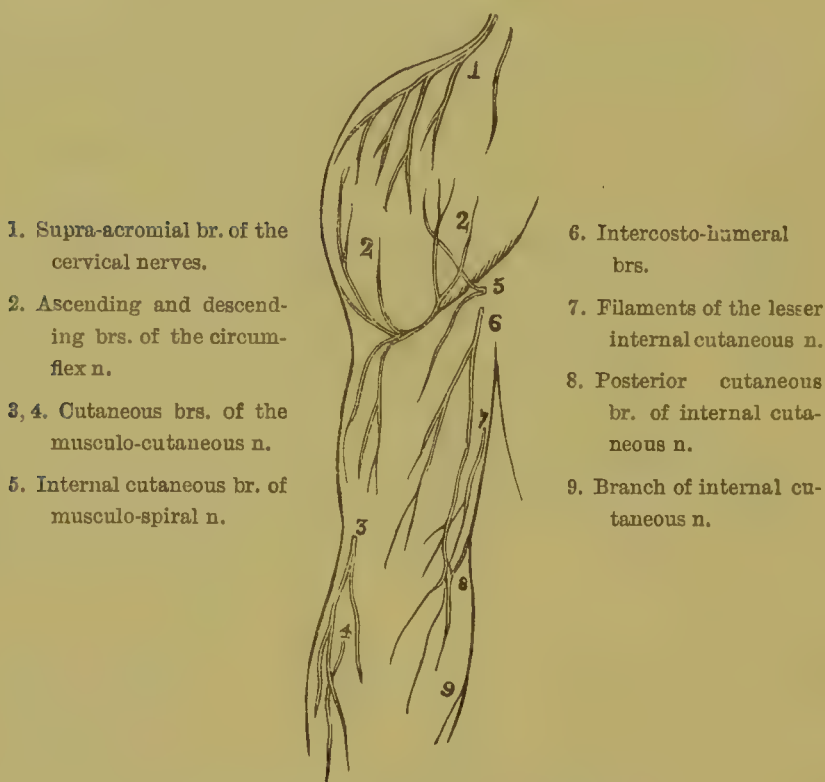 1. Supra-acromial br. of the
cervical nerves.
2. Ascending and descend-
ing brs. of the circum-
flex n.
3, 4. Cutaneous brs. of the
musculo-cutaneous n.
5. Internal cutaneous br. of
musculo-spiral n.
1
2
2
5
6
7
3
8
4
9
6. Intercosto-humeral
brs.
7. Filaments of the lesser
internal cutaneous n.
8. Posterior cutaneous
br. of internal cuta-
neous n.
9. Branch of internal cu-
taneous n.